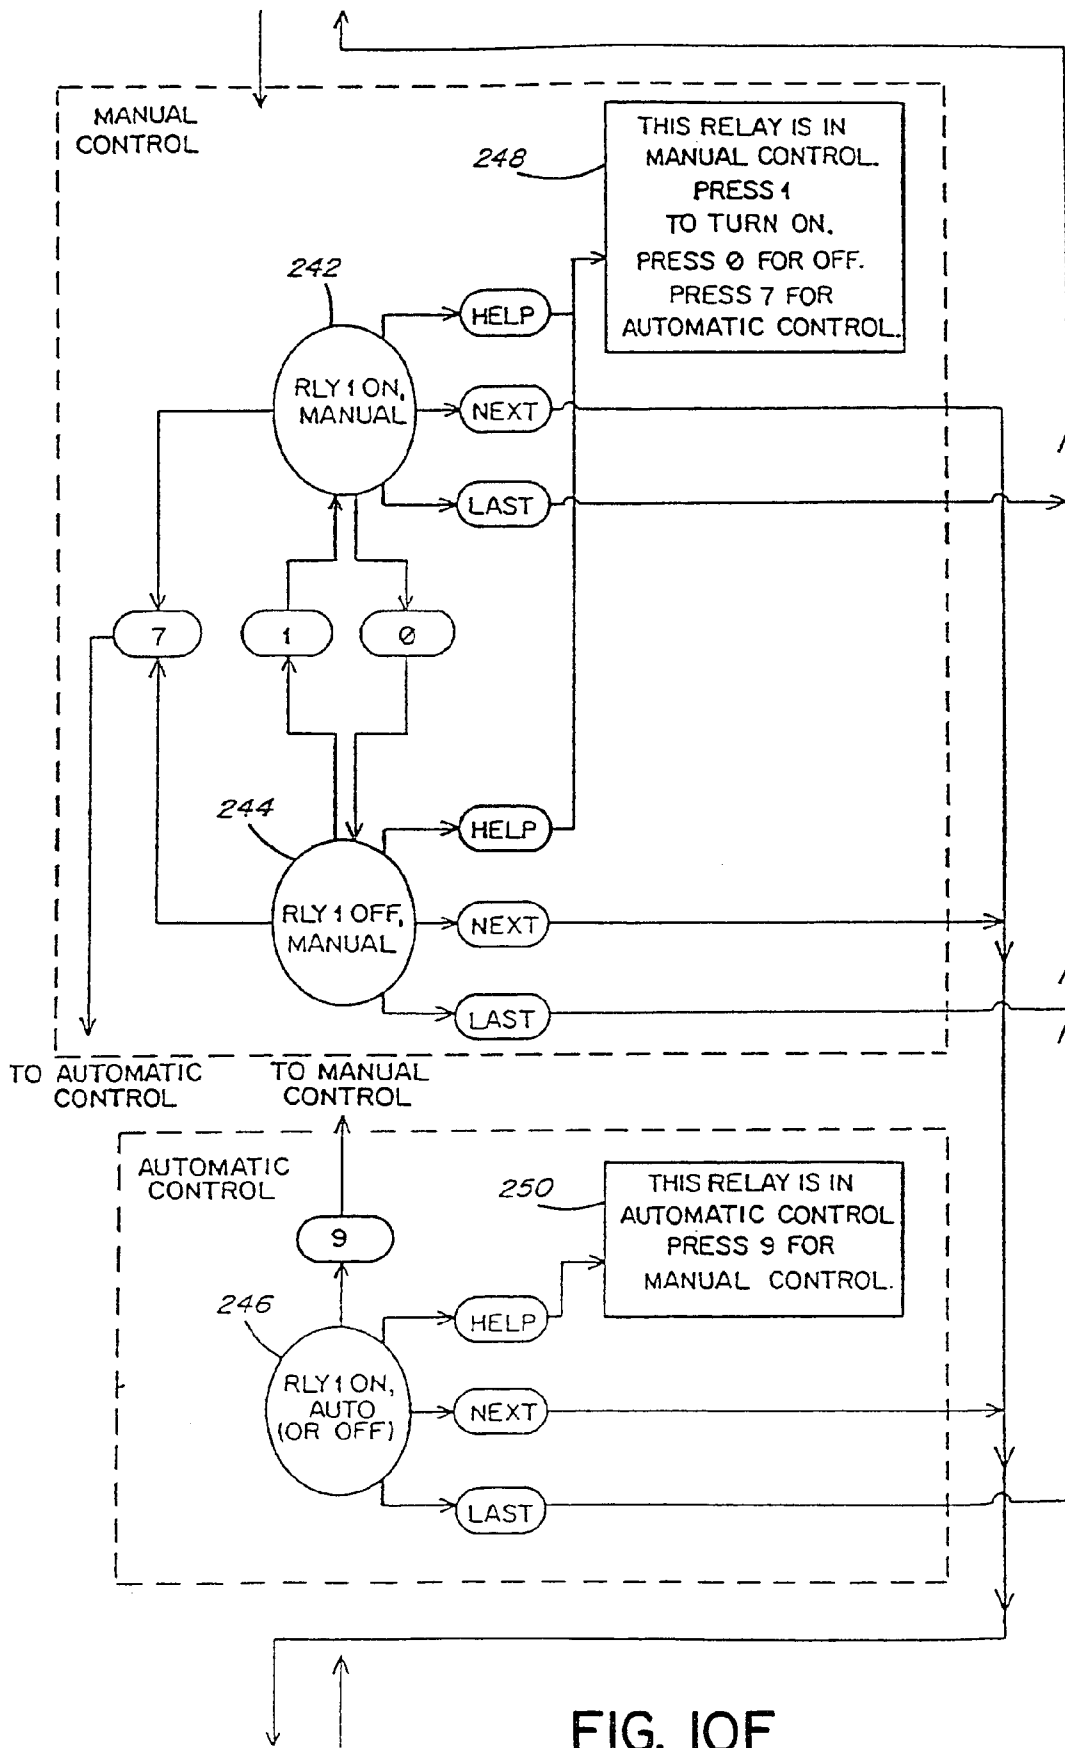 MANUAL
CONTROL
248
THIS RELAY IS IN
MANUAL CONTROL.
PRESS 1
TO TURN ON.
PRESS 0 FOR OFF.
PRESS 7 FOR
AUTOMATIC CONTROL.
242
HELP
RLY 1 ON,
MANUAL
NEXT
LAST
7
1
0
244
HELP
RLY 1 OFF,
MANUAL
NEXT
LAST
TO AUTOMATIC
CONTROL
TO MANUAL
CONTROL
AUTOMATIC
CONTROL
250
THIS RELAY IS IN
AUTOMATIC CONTROL
PRESS 9 FOR
MANUAL CONTROL.
9
246
HELP
RLY 1 ON,
AUTO
(OR OFF)
NEXT
LAST
FIG. 10F